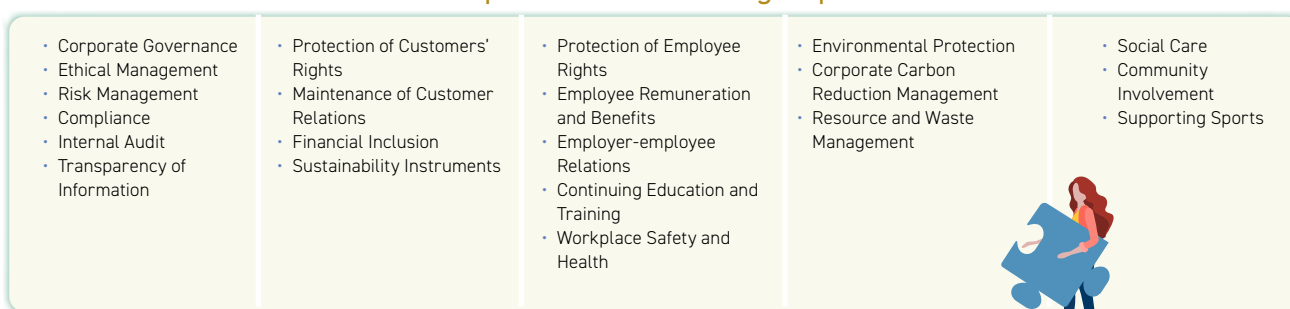 · Corporate Governance
· Ethical Management
· Risk Management
· Compliance
· Internal Audit
· Transparency of
Information
· Protection of Customers'
Rights
· Maintenance of Customer
Relations
· Financial Inclusion
· Sustainability Instruments
· Protection of Employee
Rights
· Employee Remuneration
and Benefits
· Employer-employee
Relations
· Continuing Education and
Training
· Workplace Safety and
Health
· Environmental Protection
· Corporate Carbon
Reduction Management
· Resource and Waste
Management
· Social Care
· Community
Involvement
· Supporting Sports